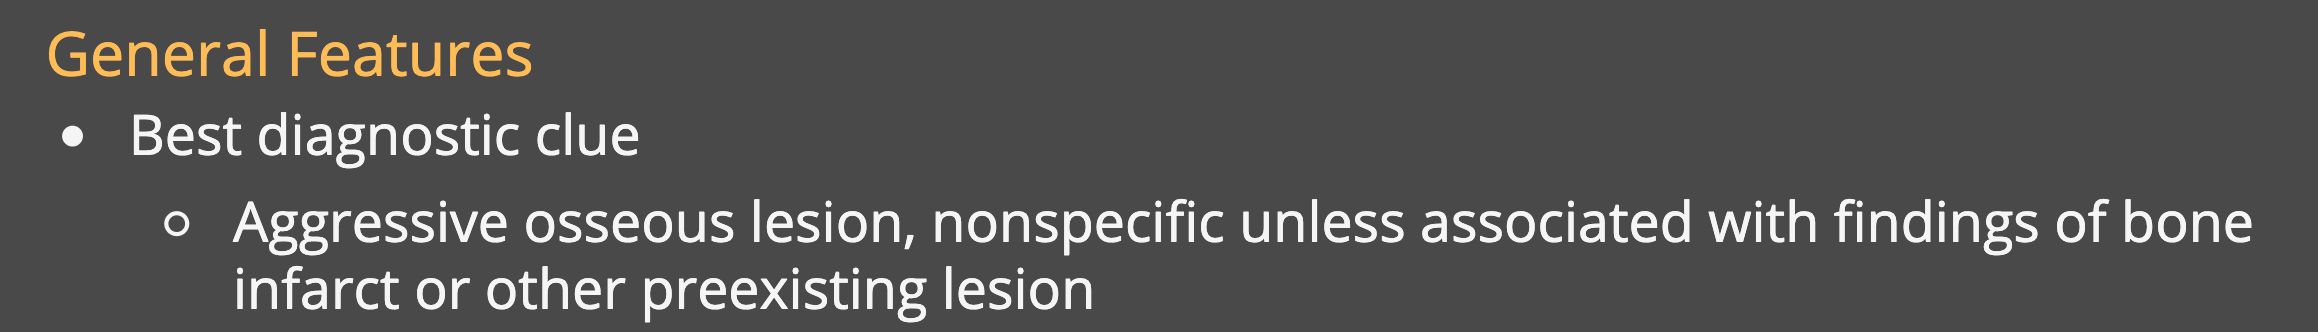 General Features
• Best diagnostic clue
○ Aggressive osseous lesion, nonspecific unless associated with findings of bone
infarct or other preexisting lesion